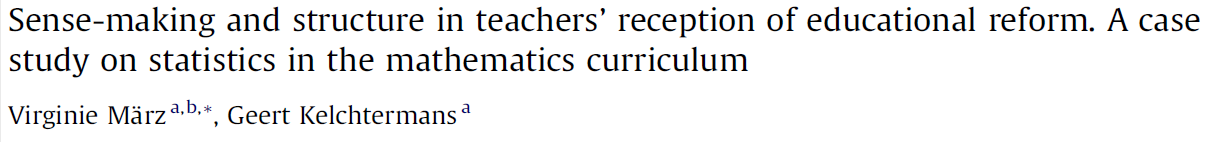 Sense-making and structure in teachers’ reception of educational reform. A case
study on statistics in the mathematics curriculum
Virginie März a,b,*, Geert Kelchtermans a